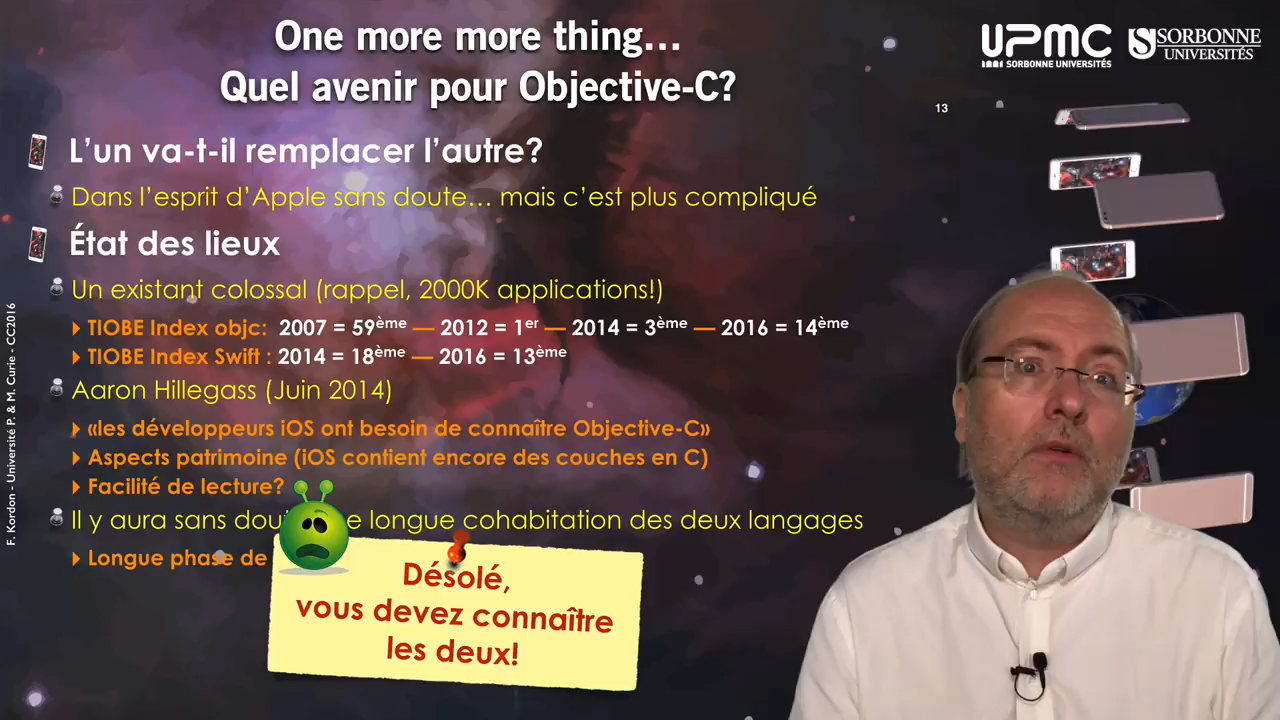 One more more thing…
Quel avenir pour Objective-C?
UPMC
SORBONNE UNIVERSITÉS
SORBONNE
UNIVERSITÉS
13
L’un va-t-il remplacer l’autre?
Dans l’esprit d’Apple sans doute… mais c’est plus compliqué
État des lieux
Un existant colossal (rappel, 2000K applications!)
TIOBE Index objc: 2007 = 59ème — 2012 = 1er — 2014 = 3ème — 2016 = 14ème
TIOBE Index Swift : 2014 = 18ème — 2016 = 13ème
Aaron Hillegass (Juin 2014)
«les développeurs iOS ont besoin de connaître Objective-C»
Aspects patrimoine (iOS contient encore des couches en C)
Facilité de lecture?
Il y aura sans longue cohabitation des deux langages
Longue phase de
Désolé,
vous devez connaître
les deux!
F. Kordon - Université P. & M. Curie - CC2016